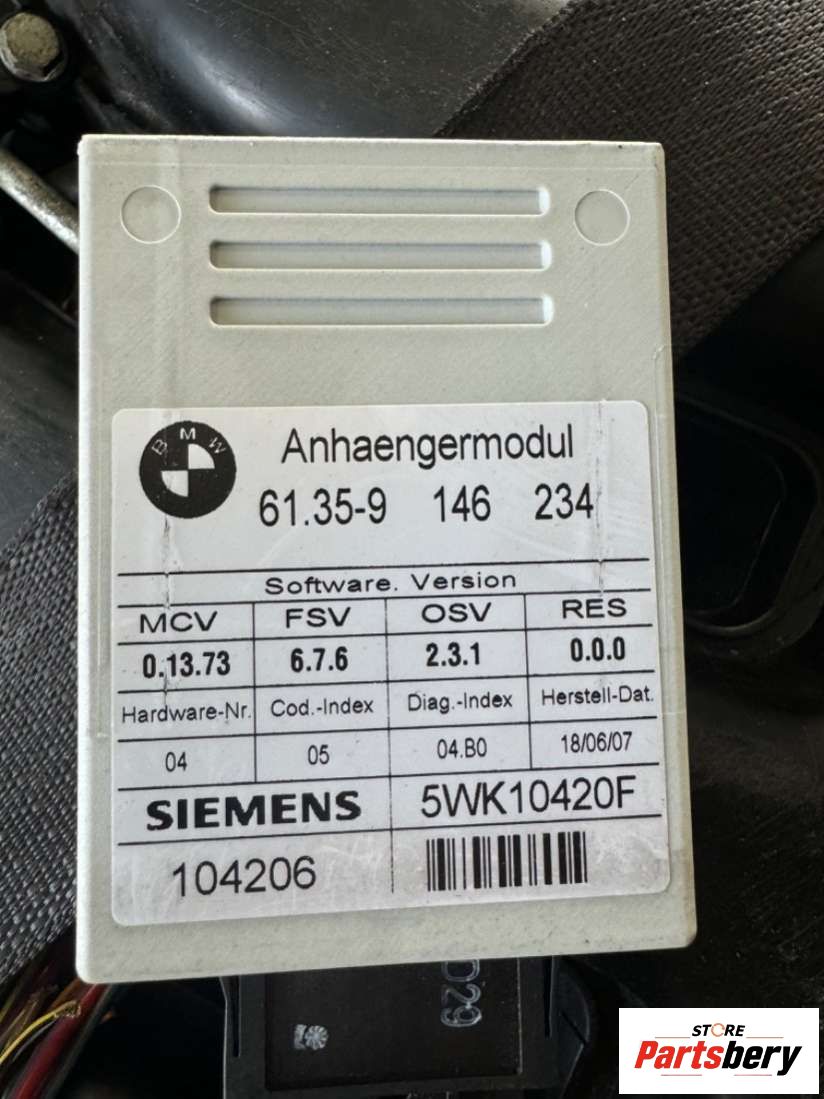 BMW
Anhaengermodul
61.35-9 146 234
Software. Version
MCV FSV OSV RES
0.13.73 6.7.6 2.3.1 0.0.0
Hardware-Nr. Cod.-Index Diag.-Index Herstell-Dat.
04 05 04.B0 18/06/07
SIEMENS 5WK10420F
104206
D29
STORE
Partsbery